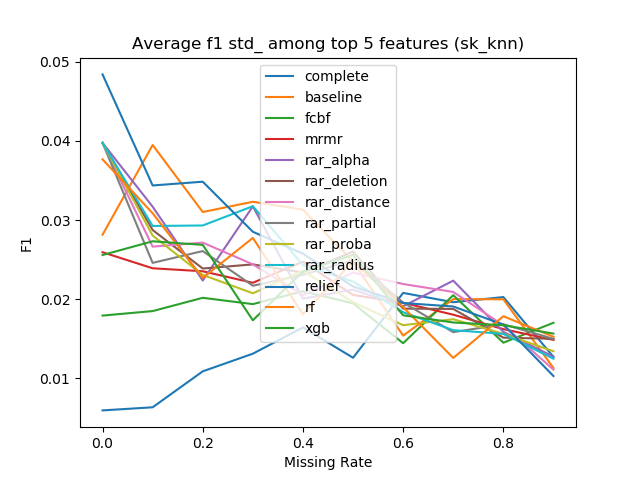 Average f1 std_ among top 5 features (sk_knn)
0.05
0.04
0.03
0.02
0.01
F1
complete
baseline
fcbf
mrmr
rar_alpha
rar_deletion
rar_distance
rar_partial
rar_proba
rar_radius
relief
rf
xgb
0.0 0.2 0.4 0.6 0.8
Missing Rate